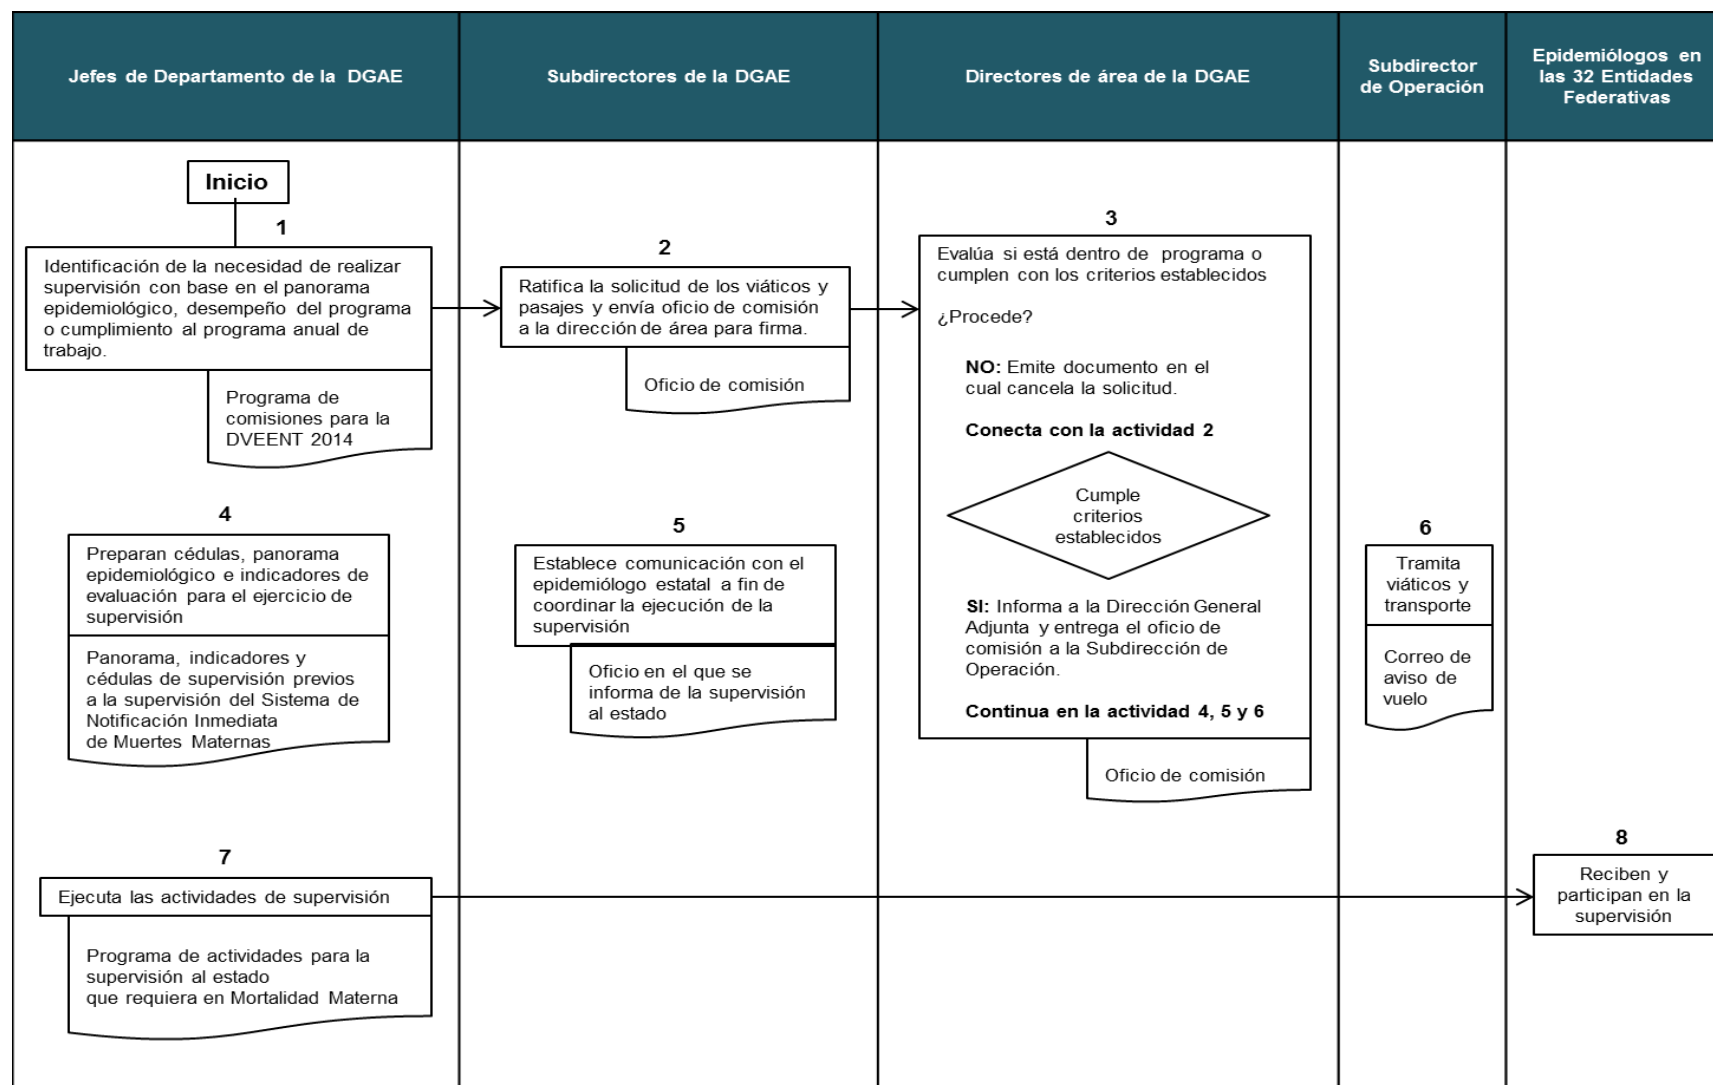 Jefes de Departamento de la DGAE
Subdirectores de la DGAE
Directores de área de la DGAE
Subdirector
de Operación
Epidemiólogos en
las 32 Entidades
Federativas
Inicio
1
Identificación de la necesidad de realizar
supervisión con base en el panorama
epidemiológico, desempeño del programa
o cumplimiento al programa anual de
trabajo.
Programa de
comisiones para la
DVEENT 2014
2
Ratifica la solicitud de los viáticos y
pasajes y envía oficio de comisión
a la dirección de área para firma.
Oficio de comisión
3
Evalúa si está dentro de programa o
cumplen con los criterios establecidos
¿Procede?
NO: Emite documento en el
cual cancela la solicitud.
Conecta con la actividad 2
Cumple
criterios
establecidos
SI: Informa a la Dirección General
Adjunta y entrega el oficio de
comisión a la Subdirección de
Operación.
Continua en la actividad 4, 5 y 6
Oficio de comisión
4
Preparan cédulas, panorama
epidemiológico e indicadores de
evaluación para el ejercicio de
supervisión
Panorama, indicadores y
cédulas de supervisión previos
a la supervisión del Sistema de
Notificación Inmediata
de Muertes Maternas
5
Establece comunicación con el
epidemiólogo estatal a fin de
coordinar la ejecución de la
supervisión
Oficio en el que se
informa de la supervisión
al estado
6
Tramita
viáticos y
transporte
Correo de
aviso de
vuelo
7
Ejecuta las actividades de supervisión
Programa de actividades para la
supervisión al estado
que requiera en Mortalidad Materna
8
Reciben y
participan en la
supervisión